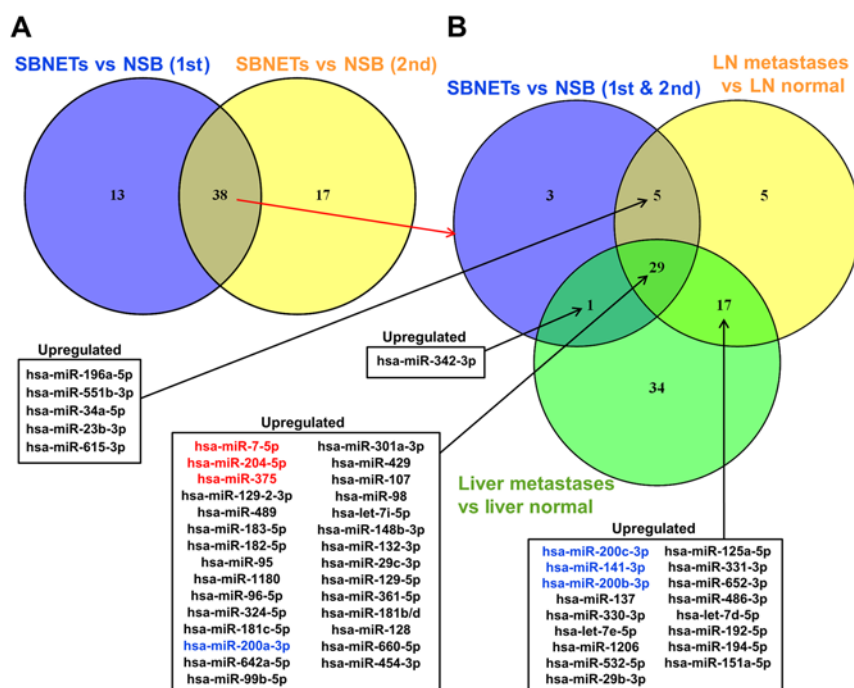 A
B
SBNETs vs NSB (1st)
SBNETs vs NSB (2nd)
13
38
17
SBNETs vs NSB (1st & 2nd)
LN metastases
vs LN normal
3
5
5
29
1
17
34
Liver metastases
vs liver normal
Upregulated
hsa-miR-196a-5p
hsa-miR-551b-3p
hsa-miR-34a-5p
hsa-miR-23b-3p
hsa-miR-615-3p
Upregulated
hsa-miR-342-3p
Upregulated
hsa-miR-7-5p
hsa-miR-204-5p
hsa-miR-375
hsa-miR-129-2-3p
hsa-miR-489
hsa-miR-183-5p
hsa-miR-182-5p
hsa-miR-95
hsa-miR-1180
hsa-miR-96-5p
hsa-miR-324-5p
hsa-miR-181c-5p
hsa-miR-200a-3p
hsa-miR-642a-5p
hsa-miR-99b-5p
hsa-miR-301a-3p
hsa-miR-429
hsa-miR-107
hsa-miR-98
hsa-let-7i-5p
hsa-miR-148b-3p
hsa-miR-132-3p
hsa-miR-29c-3p
hsa-miR-129-5p
hsa-miR-361-5p
hsa-miR-181b/d
hsa-miR-128
hsa-miR-660-5p
hsa-miR-454-3p
Upregulated
hsa-miR-200c-3p
hsa-miR-141-3p
hsa-miR-200b-3p
hsa-miR-137
hsa-miR-330-3p
hsa-let-7e-5p
hsa-miR-1206
hsa-miR-532-5p
hsa-miR-29b-3p
hsa-miR-125a-5p
hsa-miR-331-3p
hsa-miR-652-3p
hsa-miR-486-3p
hsa-let-7d-5p
hsa-miR-192-5p
hsa-miR-194-5p
hsa-miR-151a-5p